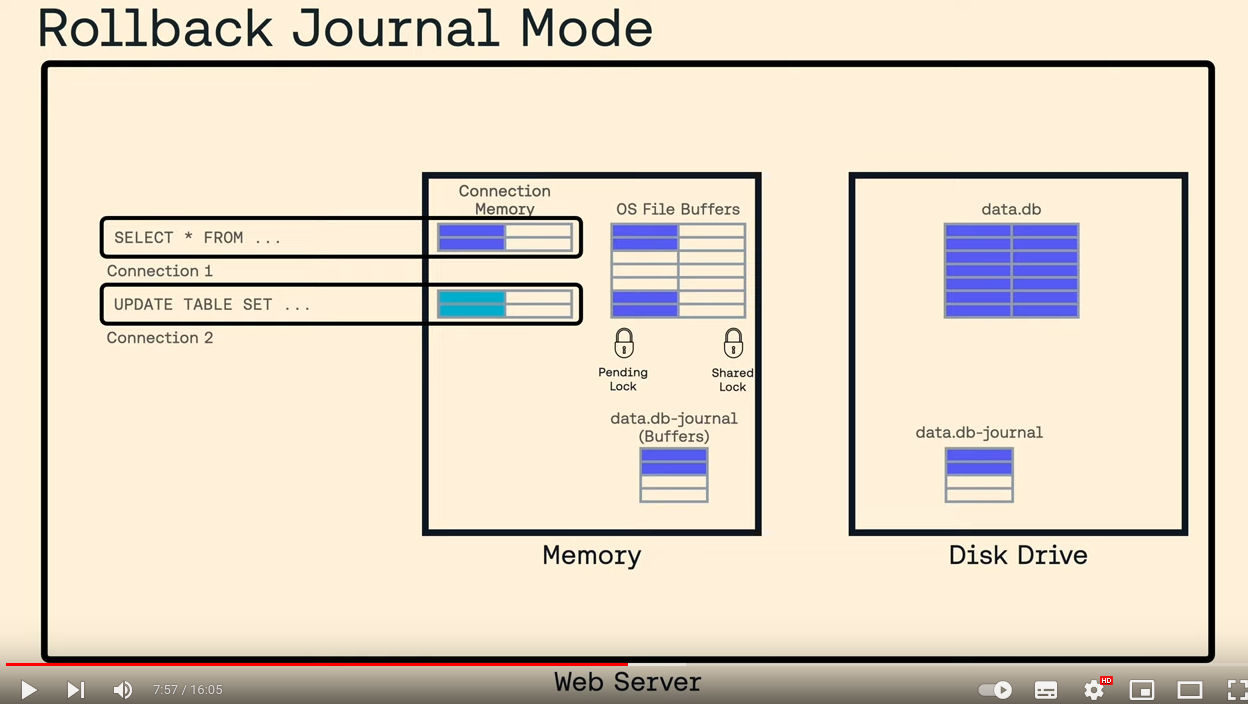 Rollback Journal Mode
Connection
Memory
OS File Buffers
data.db
SELECT * FROM ...
Connection 1
UPDATE TABLE SET ...
Connection 2
Pending
Lock
Shared
Lock
data.db-journal
(Buffers)
data.db-journal
Memory
Disk Drive
Web Server
7:57 / 16:05
HD